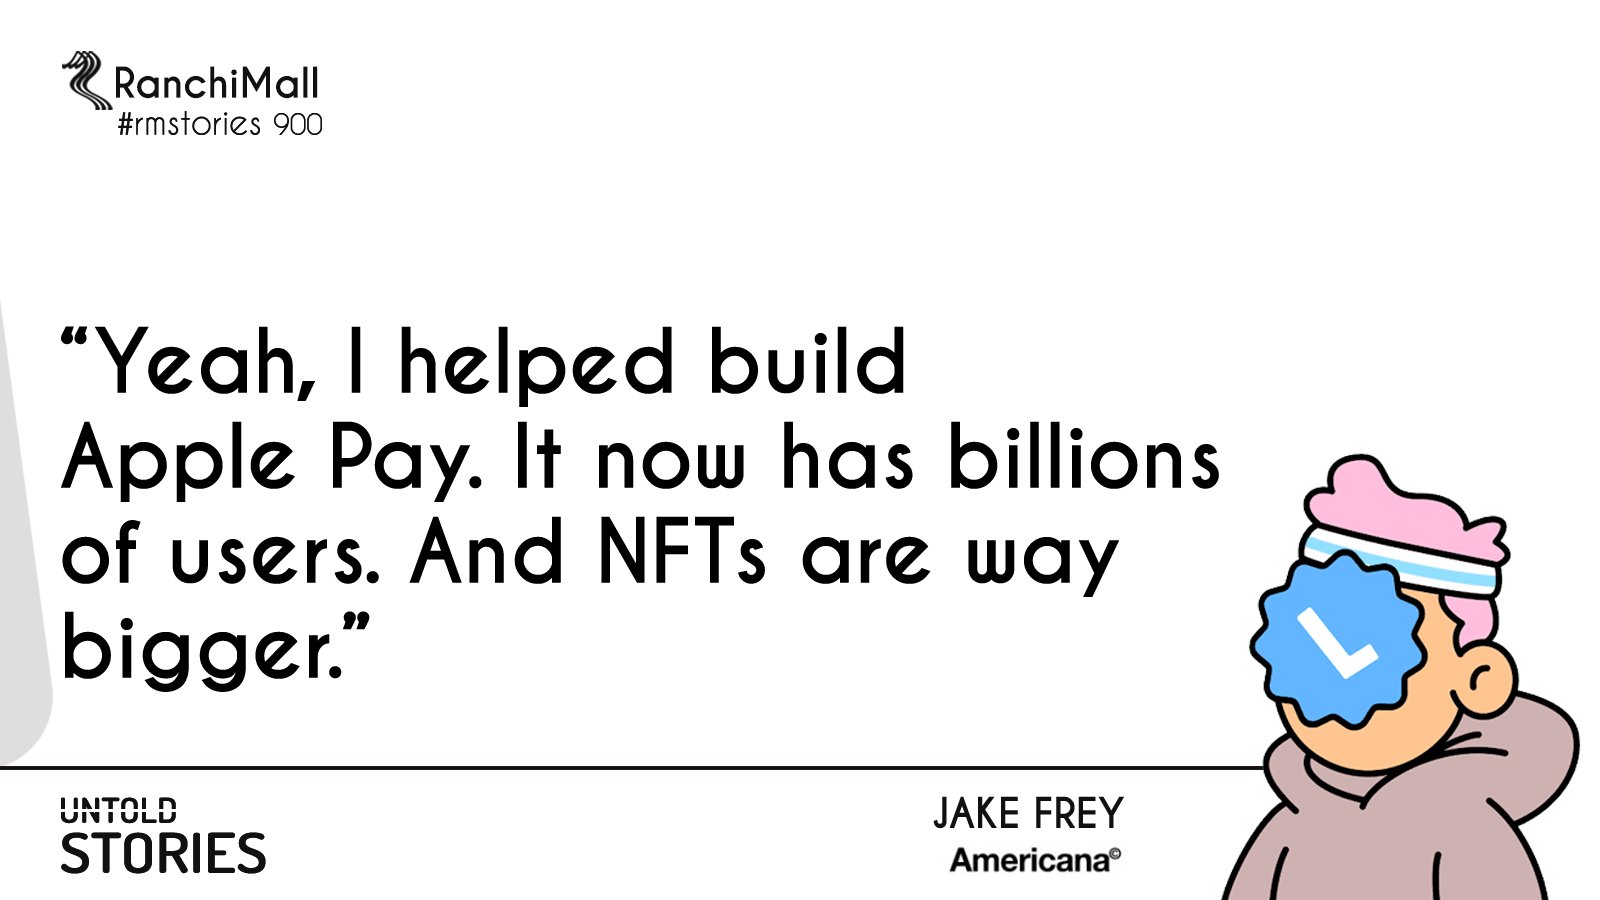 RanchiMall
#rmstories 900
“Yeah, I helped build
Apple Pay. It now has billions
of users. And NFTs are way
bigger.”
UNTOLD
STORIES
JAKE FREY
Americana©